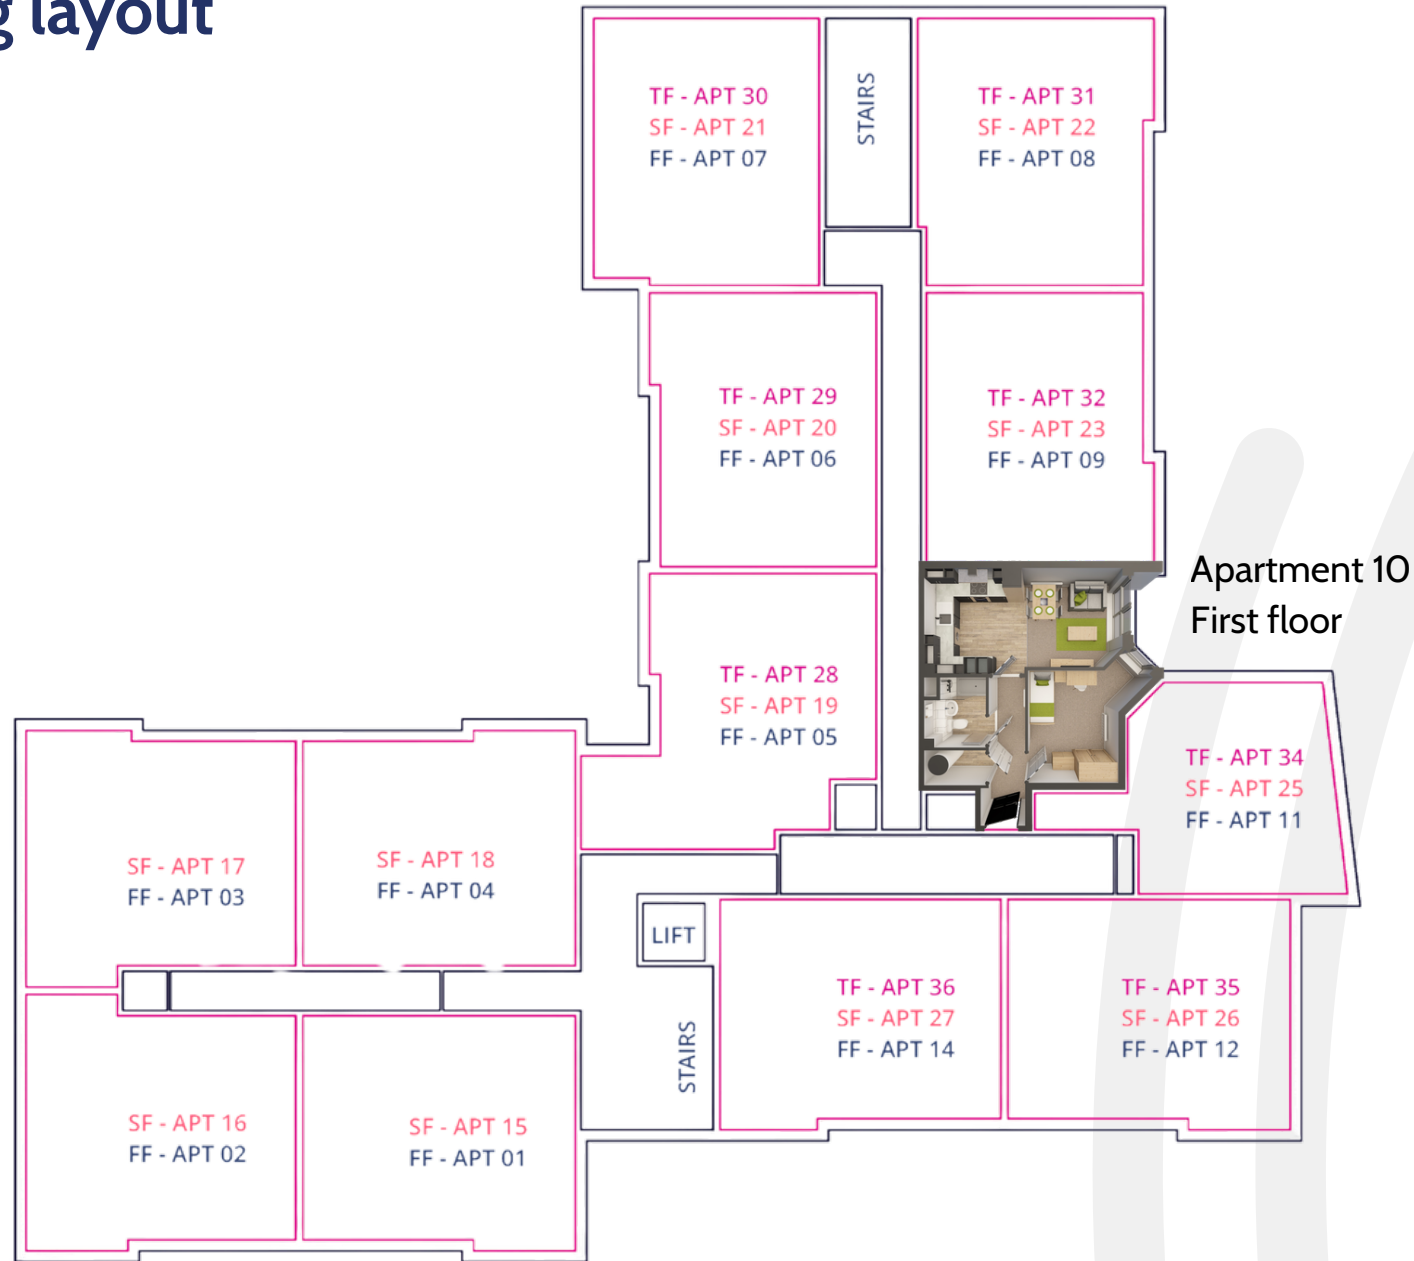 g layout
TF - APT 30
SF - APT 21
FF - APT 07
STAIRS
TF - APT 31
SF - APT 22
FF - APT 08
TF - APT 29
SF - APT 20
FF - APT 06
TF - APT 32
SF - APT 23
FF - APT 09
Apartment 10
First floor
TF - APT 28
SF - APT 19
FF - APT 05
TF - APT 34
SF - APT 25
FF - APT 11
SF - APT 17
FF - APT 03
SF - APT 18
FF - APT 04
LIFT
TF - APT 36
SF - APT 27
FF - APT 14
TF - APT 35
SF - APT 26
FF - APT 12
STAIRS
SF - APT 16
FF - APT 02
SF - APT 15
FF - APT 01